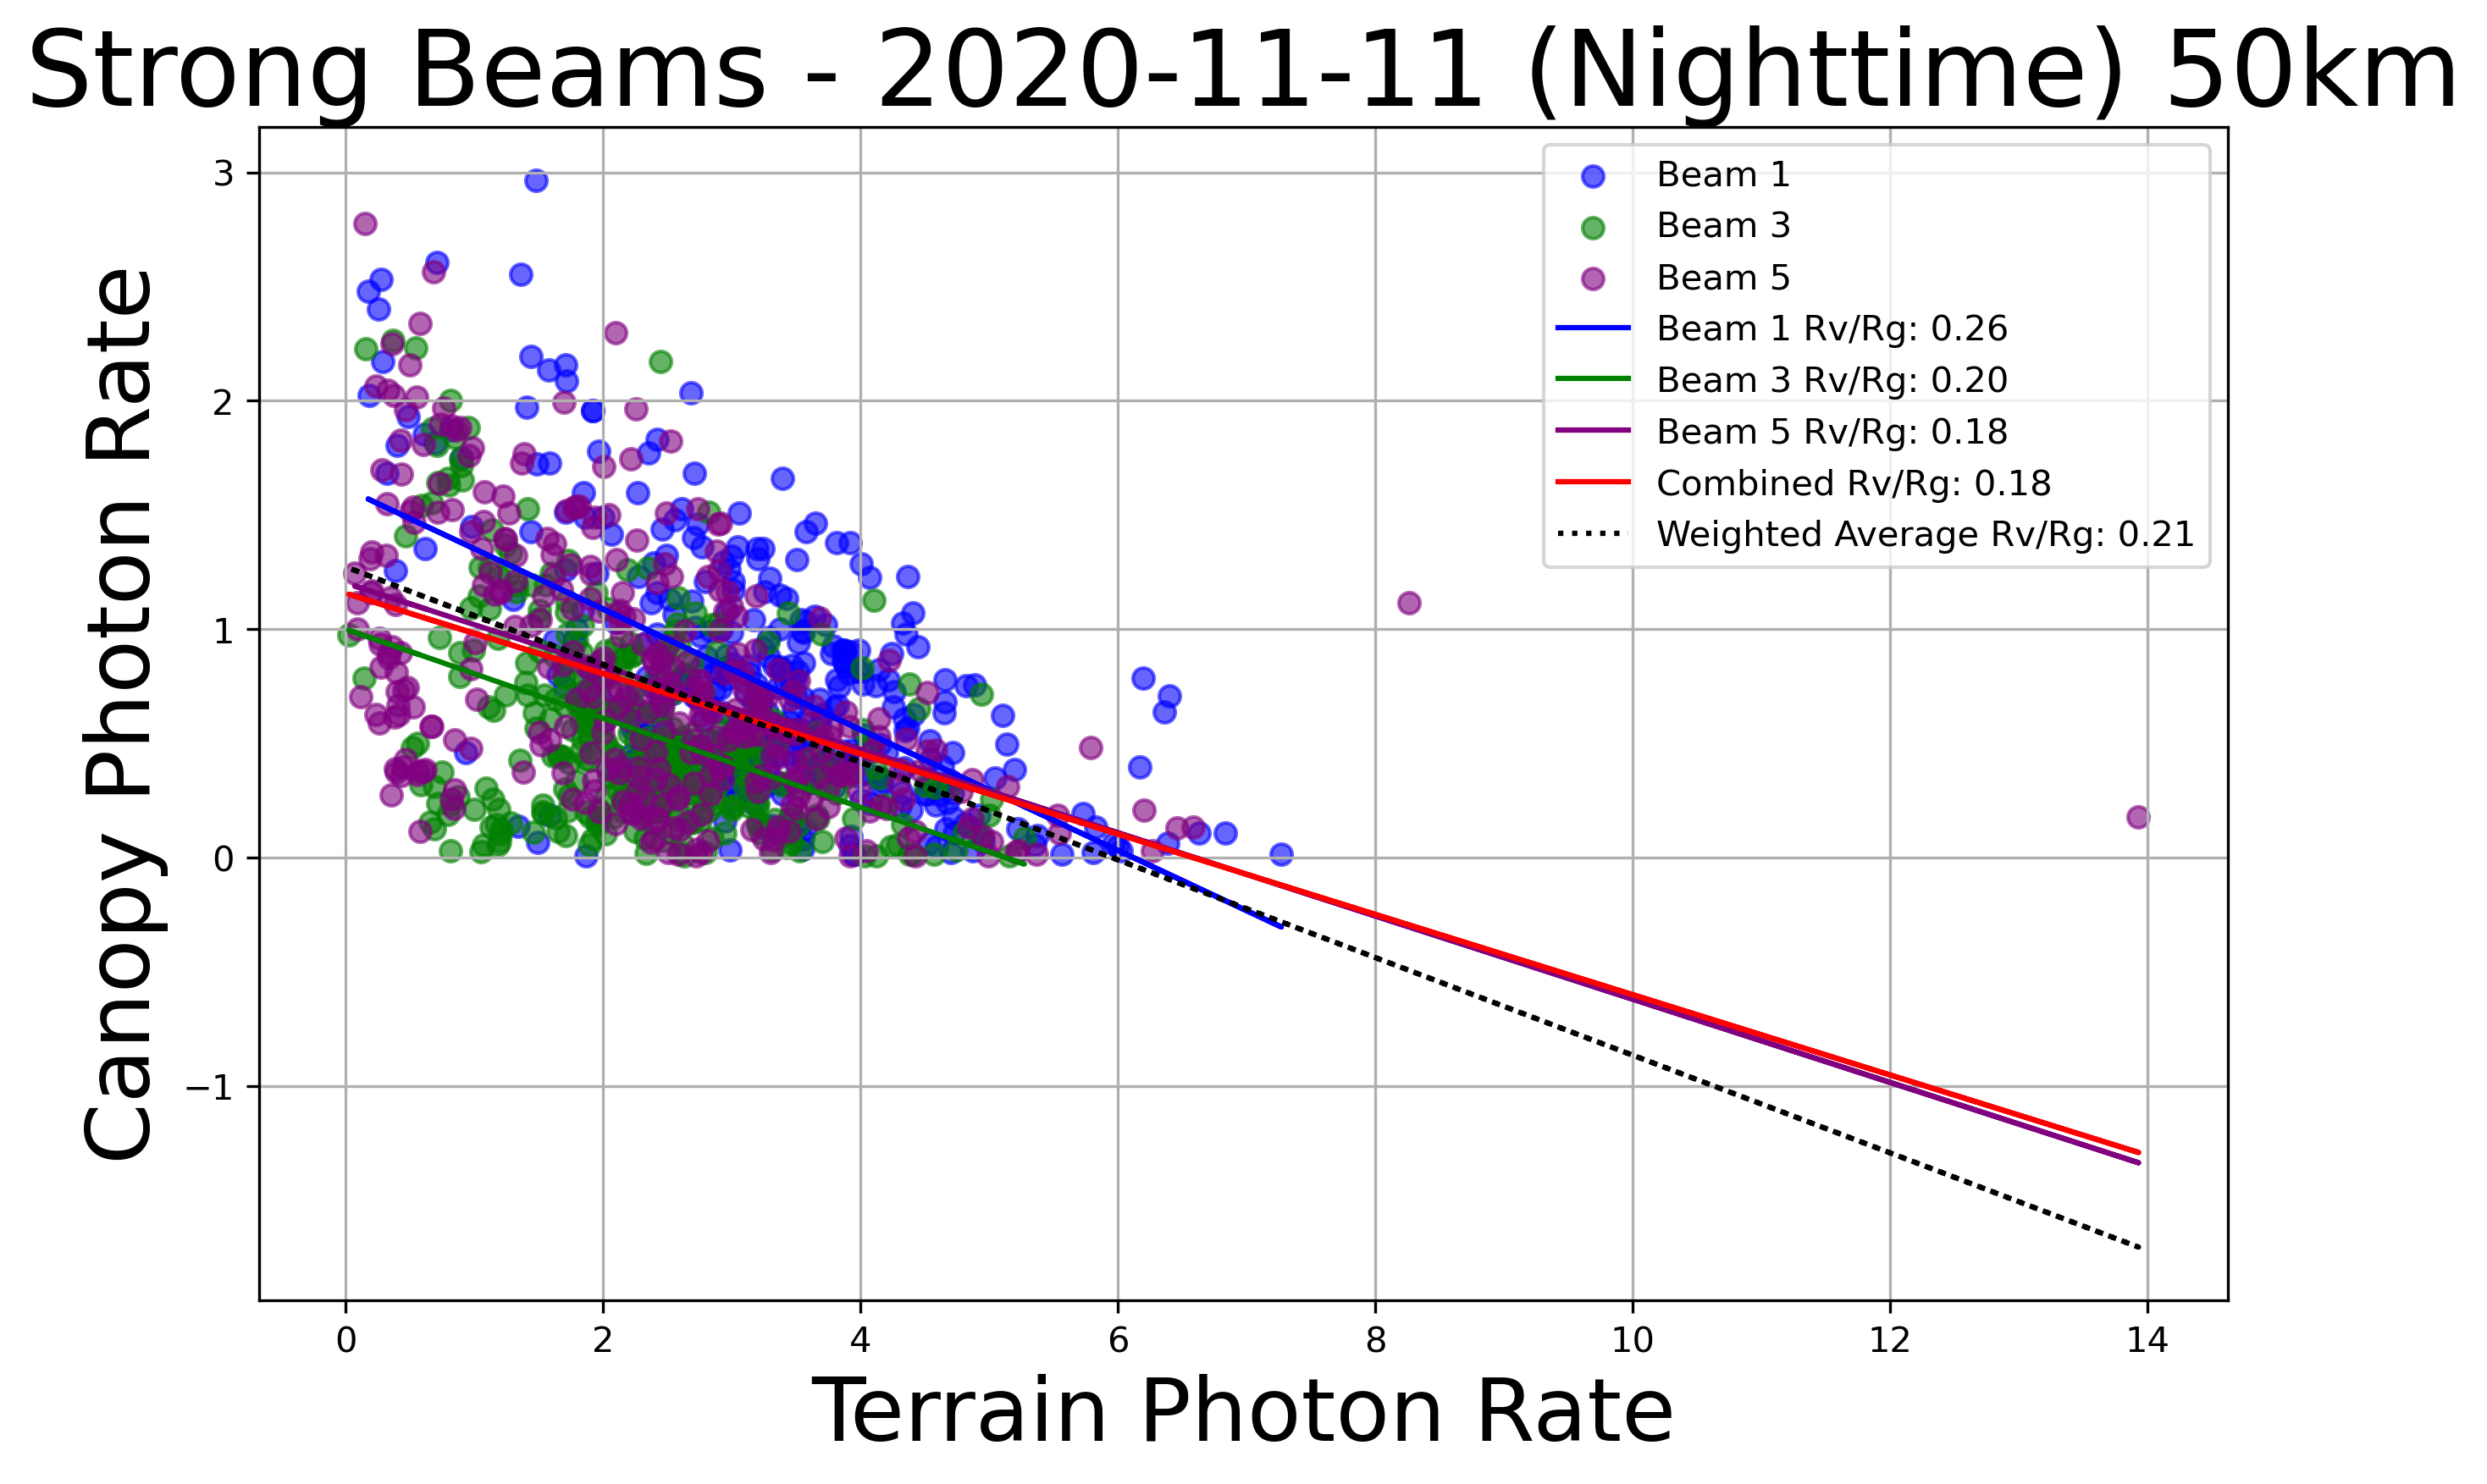 Strong Beams - 2020-11-11 (Nighttime) 50km
Canopy Photon Rate
3
2
1
0
−1
Beam 1
Beam 3
Beam 5
Beam 1 Rv/Rg: 0.26
Beam 3 Rv/Rg: 0.20
Beam 5 Rv/Rg: 0.18
Combined Rv/Rg: 0.18
Weighted Average Rv/Rg: 0.21
0 2 4 6 8 10 12 14
Terrain Photon Rate